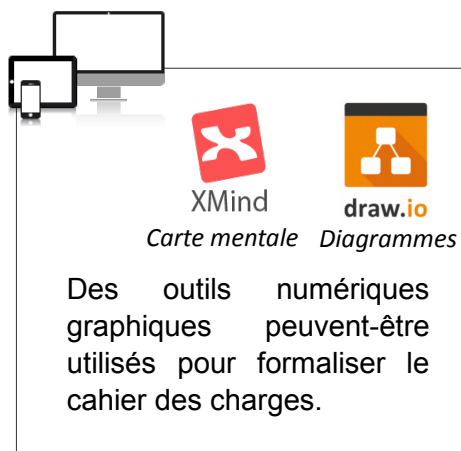 XMind draw.io
Carte mentale Diagrammes
Des outils numériques
graphiques peuvent-être
utilisés pour formaliser le
cahier des charges.